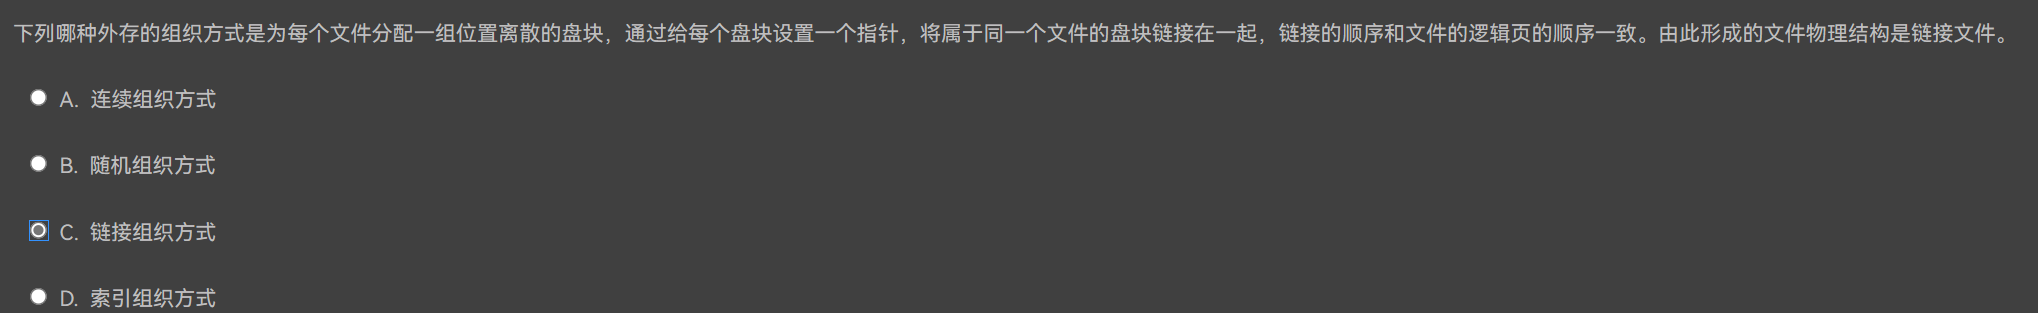 下列哪种外存的组织方式是为每个文件分配一组位置离散的盘块，通过给每个盘块设置一个指针，将属于同一个文件的盘块链接在一起，链接的顺序和文件的逻辑页的顺序一致。由此形成的文件物理结构是链接文件。
A. 连续组织方式
B. 随机组织方式
C. 链接组织方式
D. 索引组织方式